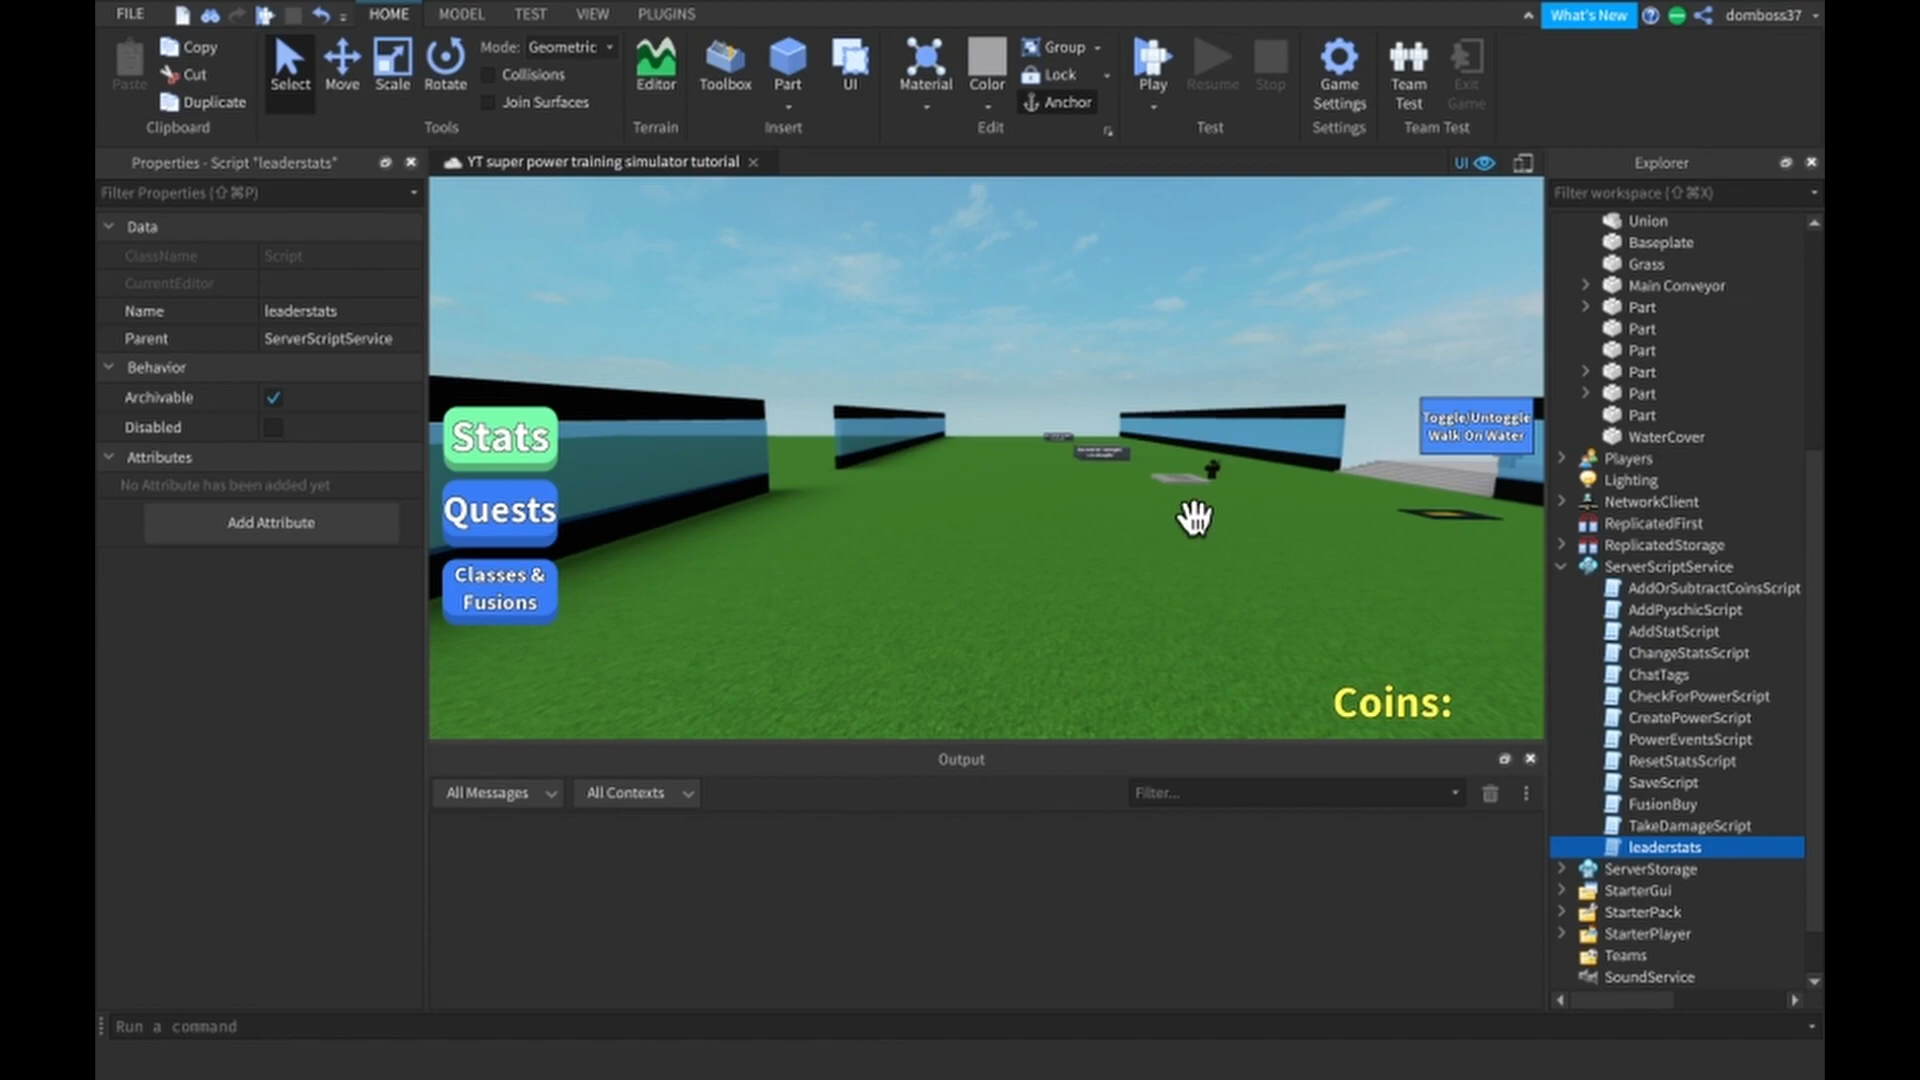 FILE
HOME
MODEL
TEST
VIEW
PLUGINS
What's New
domboss37
Paste
Copy
Cut
Duplicate
Clipboard
Select
Move
Scale
Rotate
Mode: Geometric
Collisions
Join Surfaces
Tools
Editor
Terrain
Toolbox
Part
UI
Insert
Material
Color
Group
Lock
Anchor
Edit
Play
Resume
Stop
Test
Game
Settings
Settings
Team
Test
Exit
Game
Team Test
Properties - Script "leaderstats"
Filter Properties (⇧⌘P)
Data
ClassName Script
CurrentEditor
Name leaderstats
Parent ServerScriptService
Behavior
Archivable
Disabled
Attributes
No Attribute has been added yet
Add Attribute
YT super power training simulator tutorial
UI
Stats
Quests
Classes &
Fusions
Toggle/Untoggle
Walk On Water
Coins:
Output
All Messages
All Contexts
Filter...
Run a command
Explorer
Filter workspace (⇧⌘X)
Union
Baseplate
Grass
Main Conveyor
Part
Part
Part
Part
Part
Part
WaterCover
Players
Lighting
NetworkClient
ReplicatedFirst
ReplicatedStorage
ServerScriptService
AddOrSubtractCoinsScript
AddPyschicScript
AddStatScript
ChangeStatsScript
ChatTags
CheckForPowerScript
CreatePowerScript
PowerEventsScript
ResetStatsScript
SaveScript
FusionBuy
TakeDamageScript
leaderstats
ServerStorage
StarterGui
StarterPack
StarterPlayer
Teams
SoundService